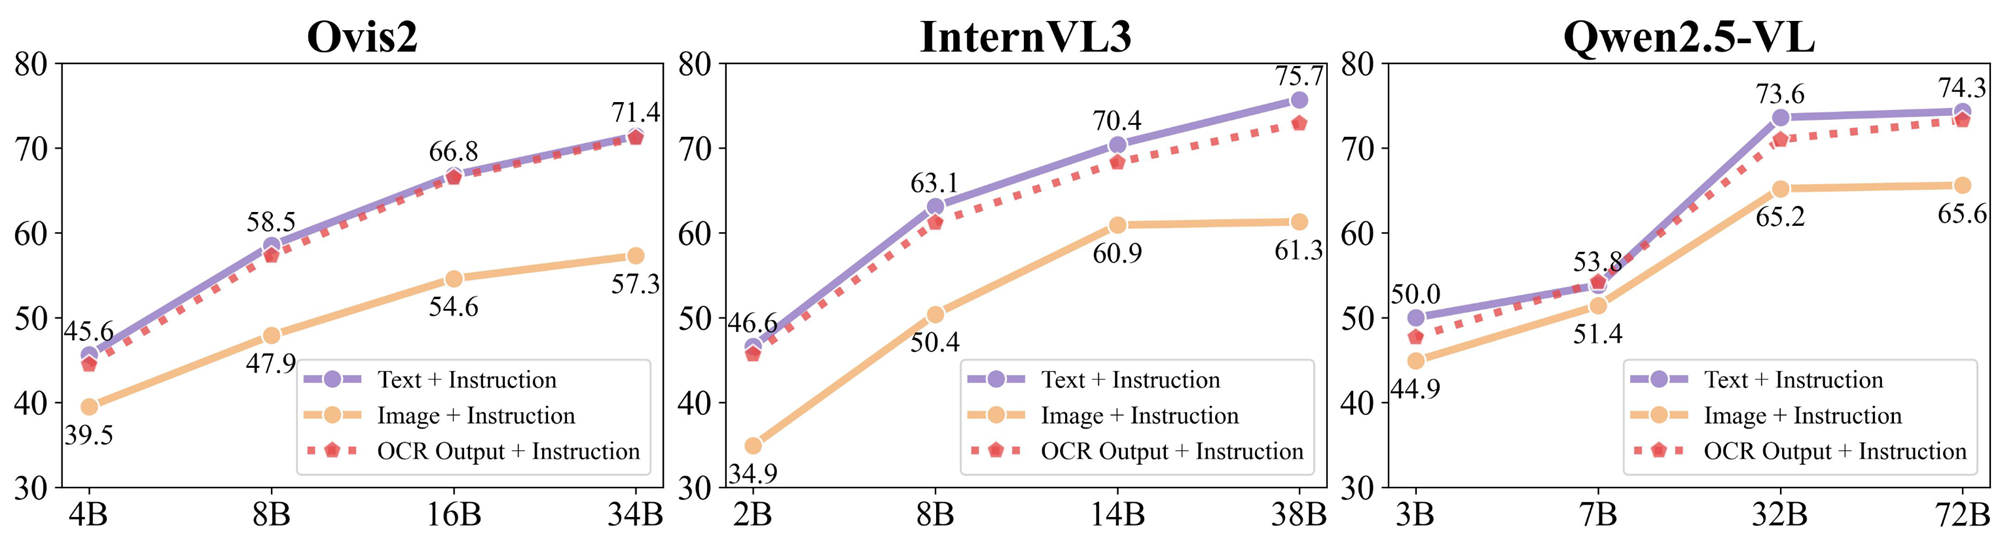 Ovis2
80
70
60
50
40
30
45.6
58.5
66.8
71.4
39.5
47.9
54.6
57.3
Text + Instruction
Image + Instruction
OCR Output + Instruction
4B
8B
16B
34B
InternVL3
80
70
60
50
40
30
46.6
63.1
70.4
75.7
34.9
50.4
60.9
61.3
Text + Instruction
Image + Instruction
OCR Output + Instruction
2B
8B
14B
38B
Qwen2.5-VL
80
70
60
50
40
30
50.0
53.8
73.6
74.3
44.9
51.4
65.2
65.6
Text + Instruction
Image + Instruction
OCR Output + Instruction
3B
7B
32B
72B